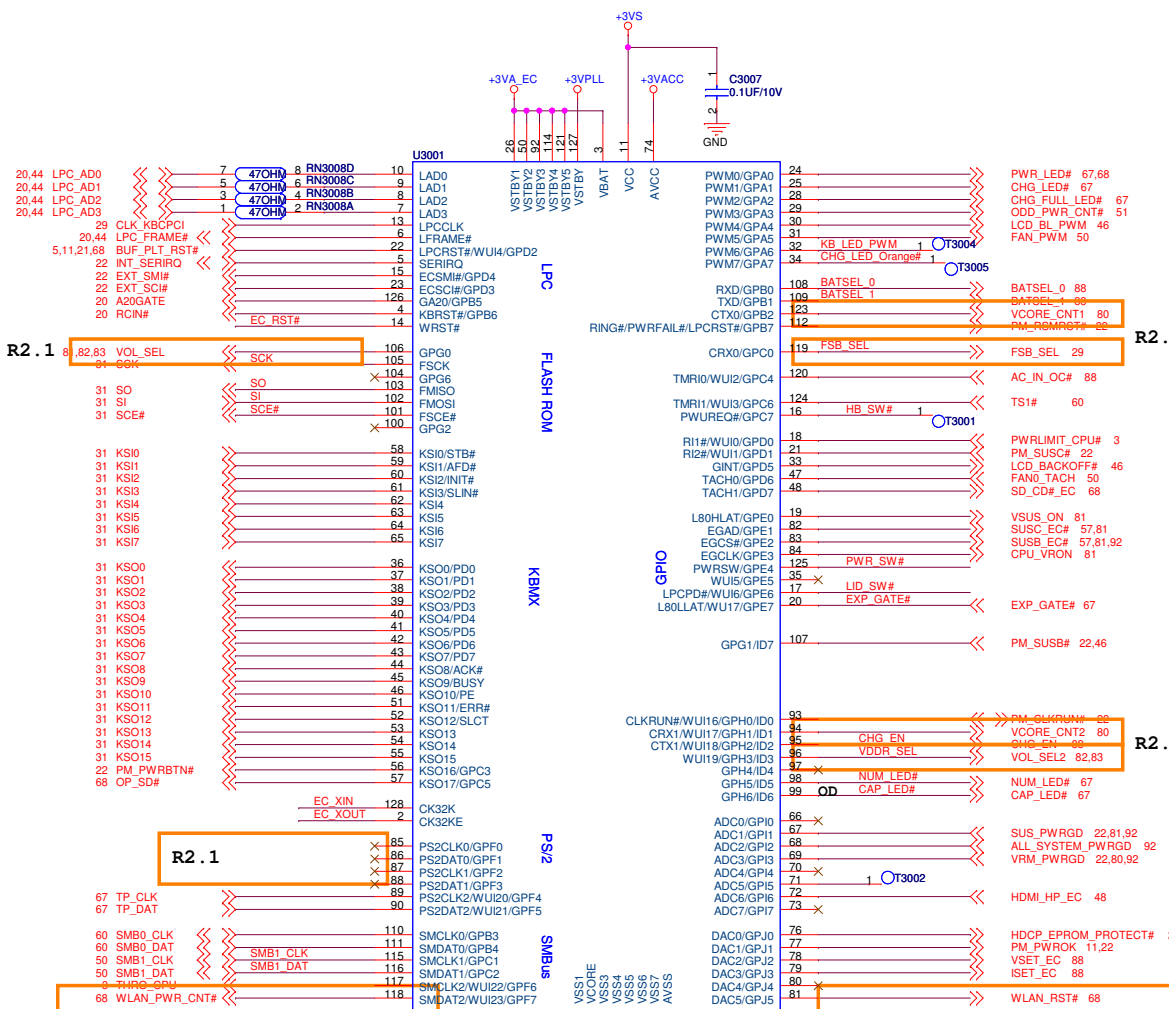 +3VS
C3007
0.1UF/10V
1
2
GND
+3VA_EC +3VPLL +3VACC
26 50 92 114 121 127 3 11 74
VSTBY1 VSTBY2 VSTBY3 VSTBY4 VSTBY5 VSTBY VBAT VCC AVCC
U3001
20,44 LPC_AD0 7 47OHM 8 RN3008D 10 LAD0
20,44 LPC_AD1 5 47OHM 6 RN3008C 9 LAD1
20,44 LPC_AD2 3 47OHM 4 RN3008B 8 LAD2
20,44 LPC_AD3 1 47OHM 2 RN3008A 7 LAD3
29 CLK_KBCPCI 13 LPCCLK
20,44 LPC_FRAME# 6 LFRAME#
5,11,21,68 BUF_PLT_RST# 22 LPCRST#/WUI4/GPD2
22 INT_SERIRQ 5 SERIRQ
22 EXT_SMI# 15 ECSMI#/GPD4
22 EXT_SCI# 23 ECSCI#/GPD3
20 A20GATE 126 GA20/GPB5
20 RCIN# 4 KBRST#/GPB6
EC_RST# 14 WRST#
LPC
R2.1
VOL_SEL 106 GPG0
31 SCK SCK 105 FSCK
104 GPG6
31 SO SO 103 FMISO
31 SI SI 102 FMOSI
31 SCE# SCE# 101 FSCE#
100 GPG2
FLASH ROM
31 KSI0 58 KSI0/STB#
31 KSI1 59 KSI1/AFD#
31 KSI2 60 KSI2/INIT#
31 KSI3 61 KSI3/SLIN#
31 KSI4 62 KSI4
31 KSI5 63 KSI5
31 KSI6 64 KSI6
31 KSI7 65 KSI7
31 KSO0 36 KSO0/PD0
31 KSO1 37 KSO1/PD1
31 KSO2 38 KSO2/PD2
31 KSO3 39 KSO3/PD3
31 KSO4 40 KSO4/PD4
31 KSO5 41 KSO5/PD5
31 KSO6 42 KSO6/PD6
31 KSO7 43 KSO7/PD7
31 KSO8 44 KSO8/ACK#
31 KSO9 45 KSO9/BUSY
31 KSO10 46 KSO10/PE
31 KSO11 51 KSO11/ERR#
31 KSO12 52 KSO12/SLCT
31 KSO13 53 KSO13
31 KSO14 54 KSO14
31 KSO15 55 KSO15
22 PM_PWRBTN# 56 KSO16/GPC3
68 OP_SD# 57 KSO17/GPC5
KBMX
EC_XIN 128 CK32K
EC_XOUT 2 CK32KE
R2.1
85 PS2CLK0/GPF0
86 PS2DAT0/GPF1
87 PS2CLK1/GPF2
88 PS2DAT1/GPF3
67 TP_CLK 89 PS2CLK2/WUI20/GPF4
67 TP_DAT 90 PS2DAT2/WUI21/GPF5
PS/2
60 SMB0_CLK 110 SMCLK0/GPB3
60 SMB0_DAT 111 SMDAT0/GPB4
50 SMB1_CLK SMB1_CLK 115 SMCLK1/GPC1
50 SMB1_DAT SMB1_DAT 116 SMDAT1/GPC2
3 THRO_CPU 117 SMCLK2/WUI22/GPF6
68 WLAN_PWR_CNT# 118 SMDAT2/WUI23/GPF7
SMBus
VSS1 VCORE VSS3 VSS4 VSS5 VSS6 VSS7 AVSS
PWM0/GPA0 24 PWR_LED# 67,68
PWM1/GPA1 25 CHG_LED# 67
PWM2/GPA2 28 CHG_FULL_LED# 67
PWM3/GPA3 29 ODD_PWR_CNT# 51
PWM4/GPA4 30 LCD_BL_PWM 46
PWM5/GPA5 31 FAN_PWM 50
PWM6/GPA6 32 KB_LED_PWM 1 T3004
PWM7/GPA7 34 CHG_LED_Orange# 1 T3005
RXD/GPB0 108 BATSEL_0 BATSEL_0 88
TXD/GPB1 109 BATSEL_1 BATSEL_1 88
CTX0/GPB2 123 VCORE_CNT1 80
RING#/PWRFAIL#/LPCRST#/GPB7 112 PM_RSMRST# 22
R2.
CRX0/GPC0 119 FSB_SEL FSB_SEL 29
TMRI0/WUI2/GPC4 120 AC_IN_OC# 88
TMRI1/WUI3/GPC6 124 TS1# 60
PWUREQ#/GPC7 16 HB_SW# 1 T3001
RI1#/WUI0/GPD0 18 PWRLIMIT_CPU# 3
RI2#/WUI1/GPD1 21 PM_SUSC# 22
GINT/GPD5 33 LCD_BACKOFF# 46
TACH0/GPD6 47 FAN0_TACH 50
TACH1/GPD7 48 SD_CD#_EC 68
L80HLAT/GPE0 19 VSUS_ON 81
EGAD/GPE1 82 SUSC_EC# 57,81
EGCS#/GPE2 83 SUSB_EC# 57,81,92
EGCLK/GPE3 84 CPU_VRON 81
PWRSW/GPE4 125 PWR_SW#
WUI5/GPE5 35
LPCPD#/WUI6/GPE6 17 LID_SW#
L80LLAT/WU17/GPE7 20 EXP_GATE# EXP_GATE# 67
GPIO
GPG1/ID7 107 PM_SUSB# 22,46
CLKRUN#/WUI16/GPH0/ID0 93 PM_CLKRUN# 22
CRX1/WUI17/GPH1/ID1 94 VCORE_CNT2 80
CTX1/WUI18/GPH2/ID2 95 CHG_EN CHG_EN 88
WUI19/GPH3/ID3 96 VDDR_SEL VOL_SEL2 82,83
R2.
GPH4/ID4 97
GPH5/ID5 98 NUM_LED# NUM_LED# 67
GPH6/ID6 99 OD CAP_LED# CAP_LED# 67
ADC0/GPI0 66
ADC1/GPI1 67 SUS_PWRGD 22,81,92
ADC2/GPI2 68 ALL_SYSTEM_PWRGD 92
ADC3/GPI3 69 VRM_PWRGD 22,80,92
ADC4/GPI4 70
ADC5/GPI5 71 1 T3002
ADC6/GPI6 72 HDMI_HP_EC 48
ADC7/GPI7 73
DAC0/GPJ0 76 HDCP_EPROM_PROTECT#
DAC1/GPJ1 77 PM_PWROK 11,22
DAC2/GPJ2 78 VSET_EC 88
DAC3/GPJ3 79 ISET_EC 88
DAC4/GPJ4 80
DAC5/GPJ5 81 WLAN_RST# 68